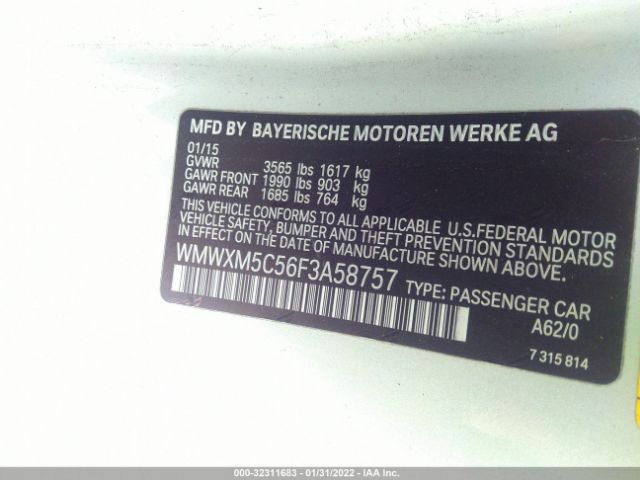 MFD BY BAYERISCHE MOTOREN WERKE AG
01/15
GVWR 3565 lbs 1617 kg
GAWR FRONT 1990 lbs 903 kg
GAWR REAR 1685 lbs 764 kg
THIS VEHICLE CONFORMS TO ALL APPLICABLE U.S.FEDERAL MOTOR
VEHICLE SAFETY, BUMPER AND THEFT PREVENTION STANDARDS
IN EFFECT ON THE DATE OF MANUFACTURE SHOWN ABOVE.
WMWXM5C56F3A58757 TYPE: PASSENGER CAR
A62/0
7 315 814
000-32311683 - 01/31/2022 - IAAI.com